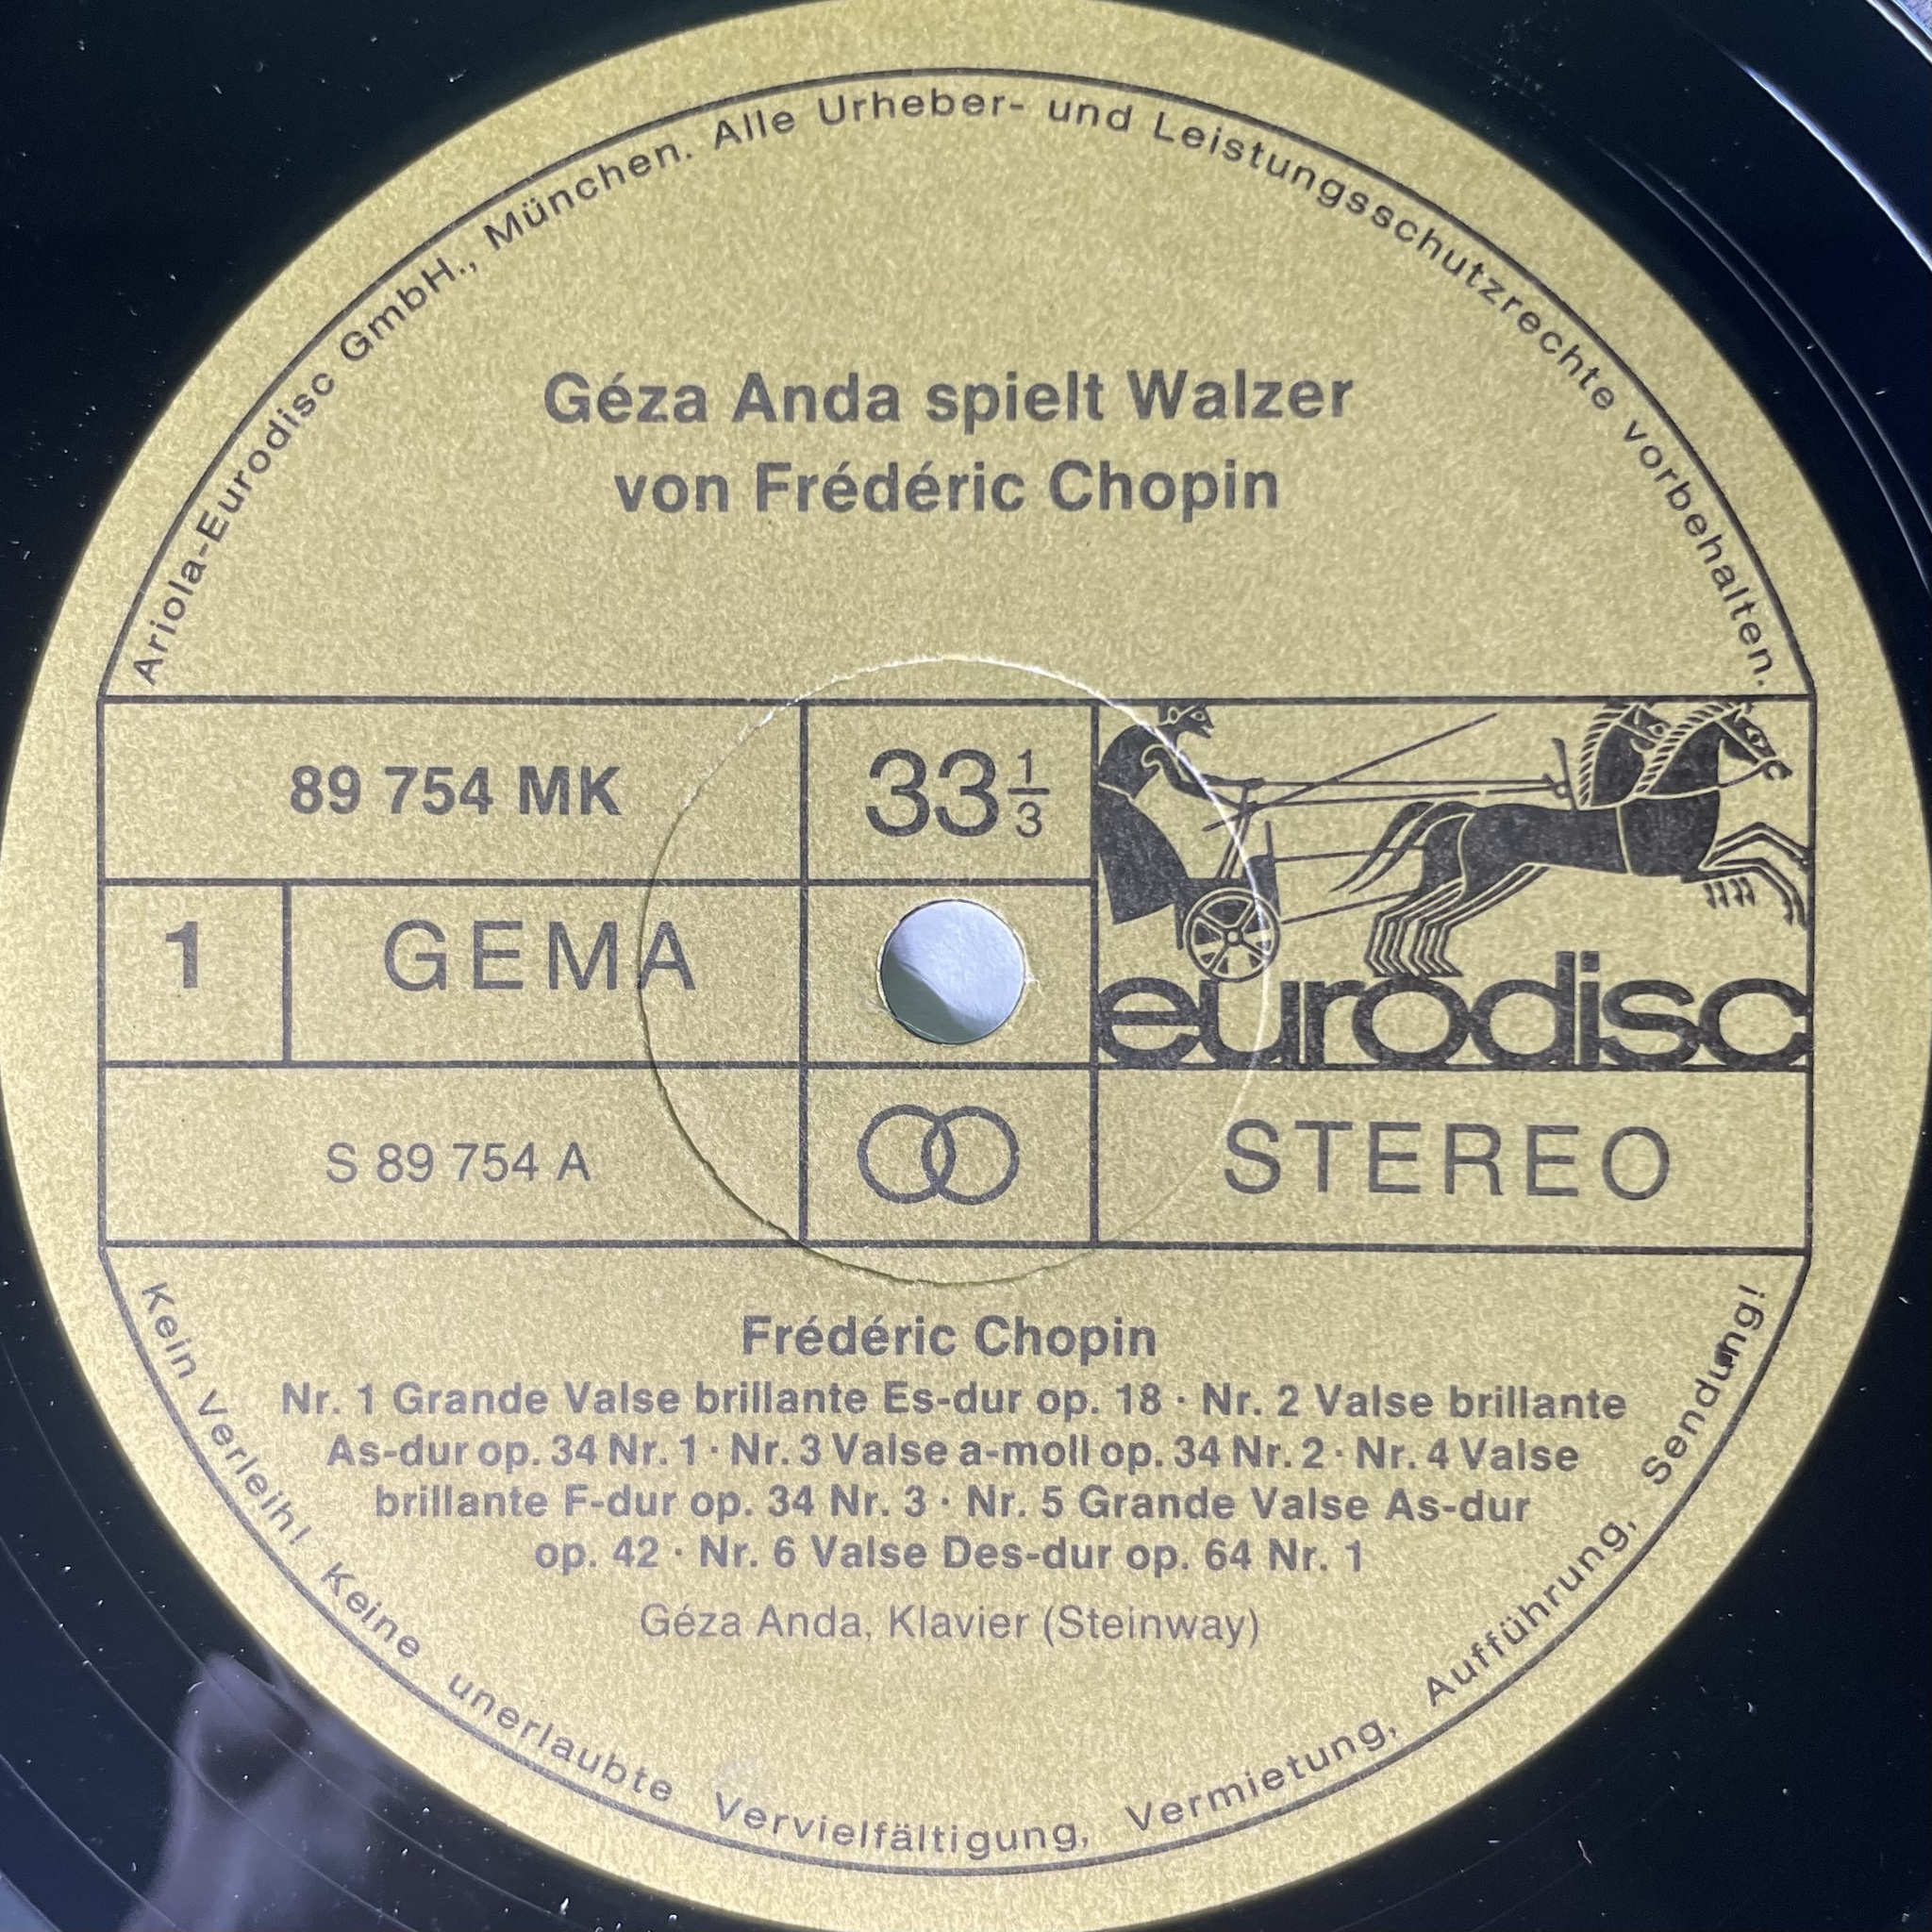 Ariola-Eurodisc GmbH., München. Alle Urheber- und Leistungsschutzrechte vorbehalten.
Géza Anda spielt Walzer
von Frédéric Chopin
89 754 MK
33 1/3
1
GEMA
eurodisc
S 89 754 A
STEREO
Frédéric Chopin
Nr. 1 Grande Valse brillante Es-dur op. 18 · Nr. 2 Valse brillante
As-dur op. 34 Nr. 1 · Nr. 3 Valse a-moll op. 34 Nr. 2 · Nr. 4 Valse
brillante F-dur op. 34 Nr. 3 · Nr. 5 Grande Valse As-dur
op. 42 · Nr. 6 Valse Des-dur op. 64 Nr. 1
Géza Anda, Klavier (Steinway)
Kein Verleih! Keine unerlaubte Vervielfältigung, Vermietung, Aufführung, Sendung!